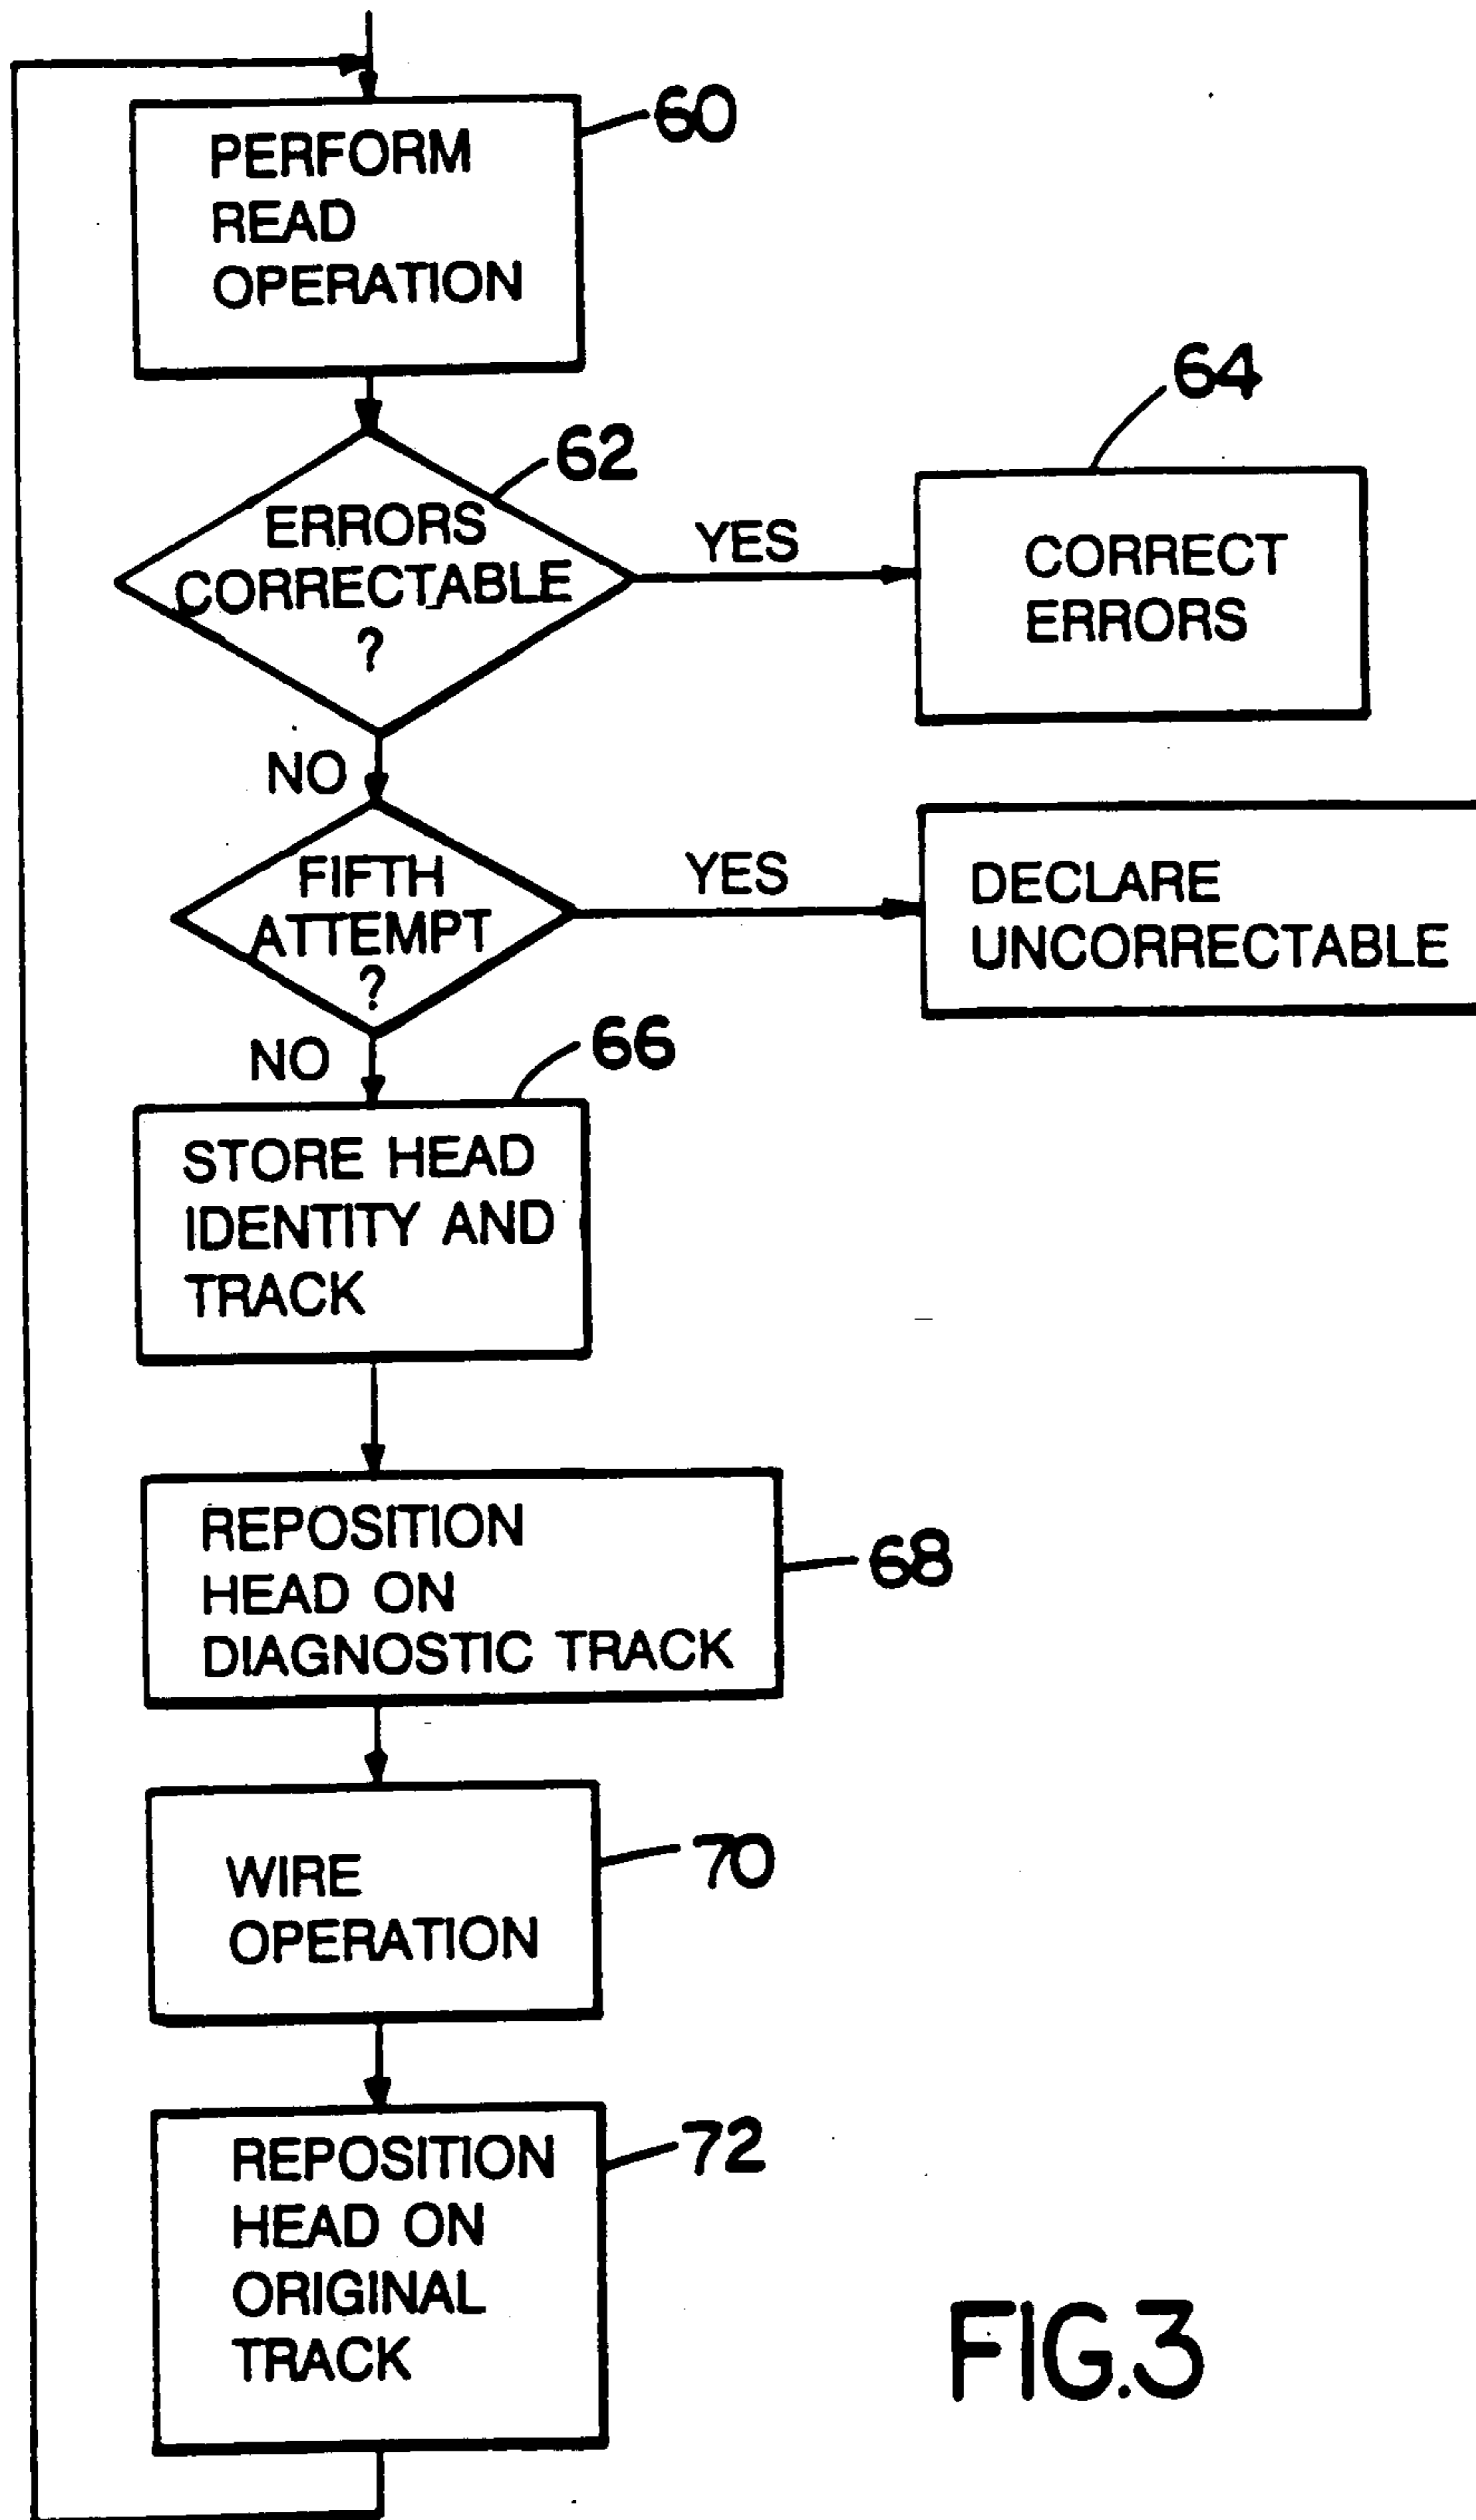 60
PERFORM
READ
OPERATION
62
ERRORS
CORRECTABLE
?
YES
64
CORRECT
ERRORS
NO
FIFTH
ATTEMPT
?
YES
DECLARE
UNCORRECTABLE
NO
66
STORE HEAD
IDENTITY AND
TRACK
REPOSITION
HEAD ON
DIAGNOSTIC TRACK
68
WIRE
OPERATION
70
REPOSITION
HEAD ON
ORIGINAL
TRACK
72
FIG.3